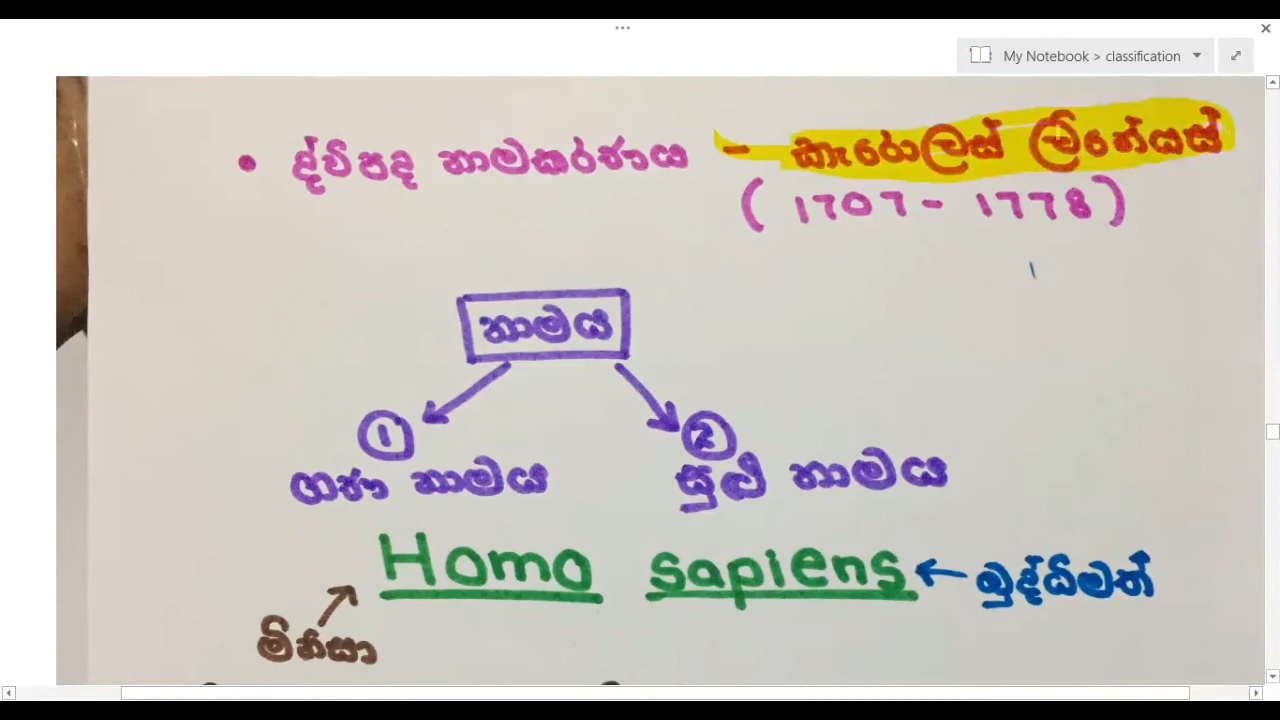 My Notebook > classification
• ද්විපද නාමකරණය - කැරොලස් ලිනේයස්
( 1707 - 1778 )
නාමය
1 2
ගණ නාමය සුළු නාමය
Homo sapiens ← බුද්ධිමත්
මිනිසා